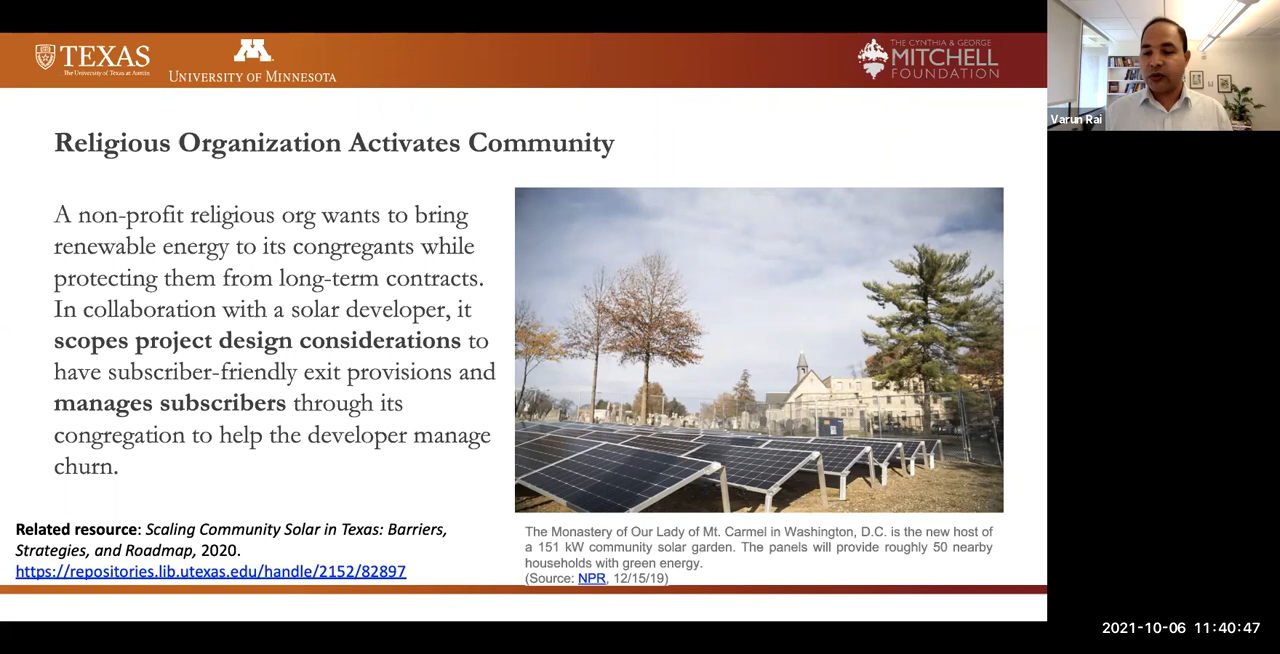 TEXAS
The University of Texas at Austin
M
UNIVERSITY OF MINNESOTA
THE CYNTHIA & GEORGE
MITCHELL
FOUNDATION
Varun Rai
Religious Organization Activates Community
A non-profit religious org wants to bring
renewable energy to its congregants while
protecting them from long-term contracts.
In collaboration with a solar developer, it
scopes project design considerations to
have subscriber-friendly exit provisions and
manages subscribers through its
congregation to help the developer manage
churn.
Related resource: Scaling Community Solar in Texas: Barriers,
Strategies, and Roadmap, 2020.
https://repositories.lib.utexas.edu/handle/2152/82897
The Monastery of Our Lady of Mt. Carmel in Washington, D.C. is the new host of
a 151 kW community solar garden. The panels will provide roughly 50 nearby
households with green energy.
(Source: NPR, 12/15/19)
2021-10-06 11:40:47